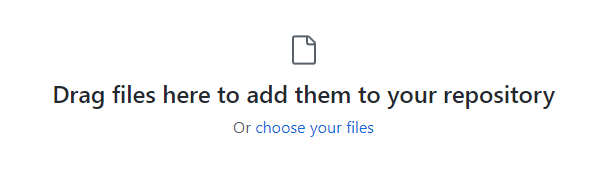 Drag files here to add them to your repository
Or choose your files